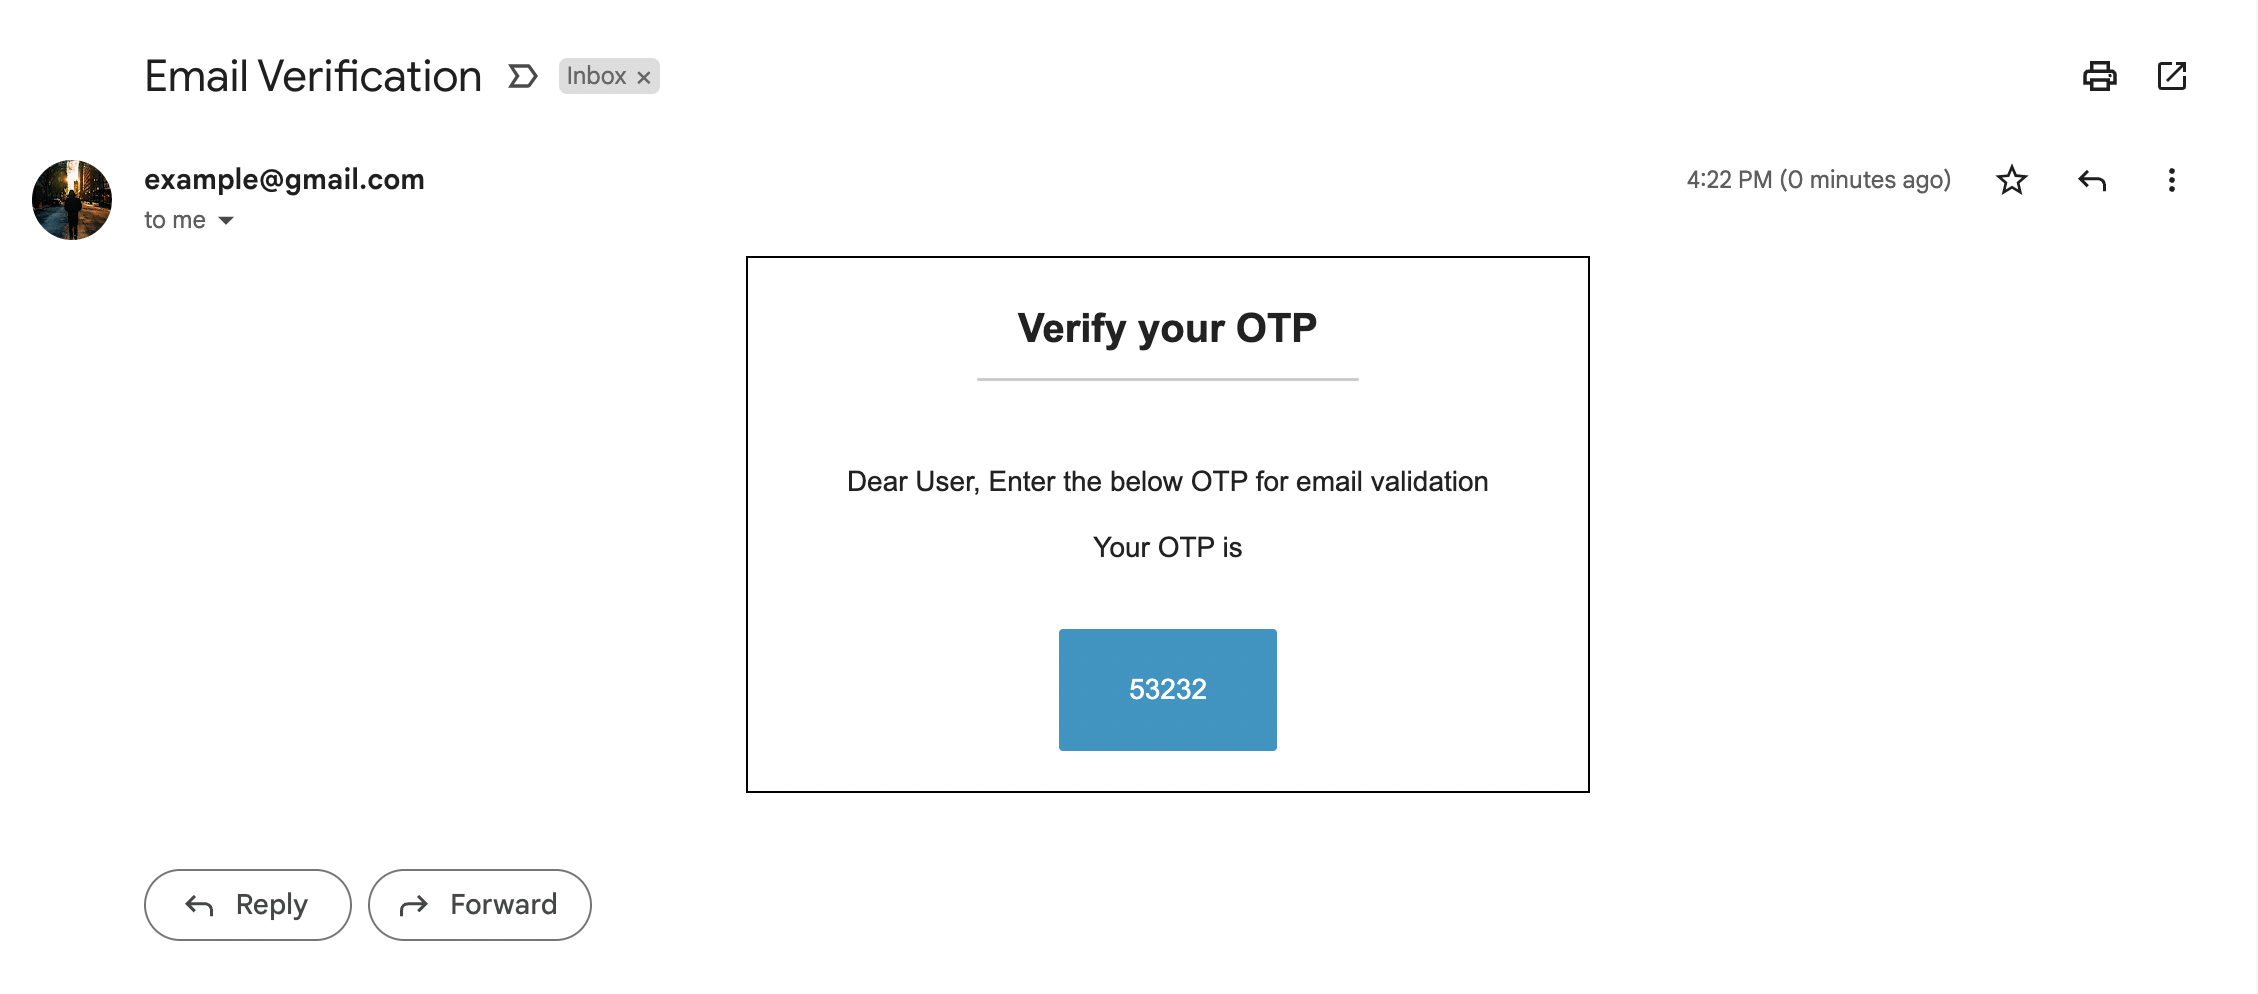 Email Verification Inbox ×
example@gmail.com 4:22 PM (0 minutes ago)
to me
Verify your OTP
Dear User, Enter the below OTP for email validation
Your OTP is
53232
Reply Forward